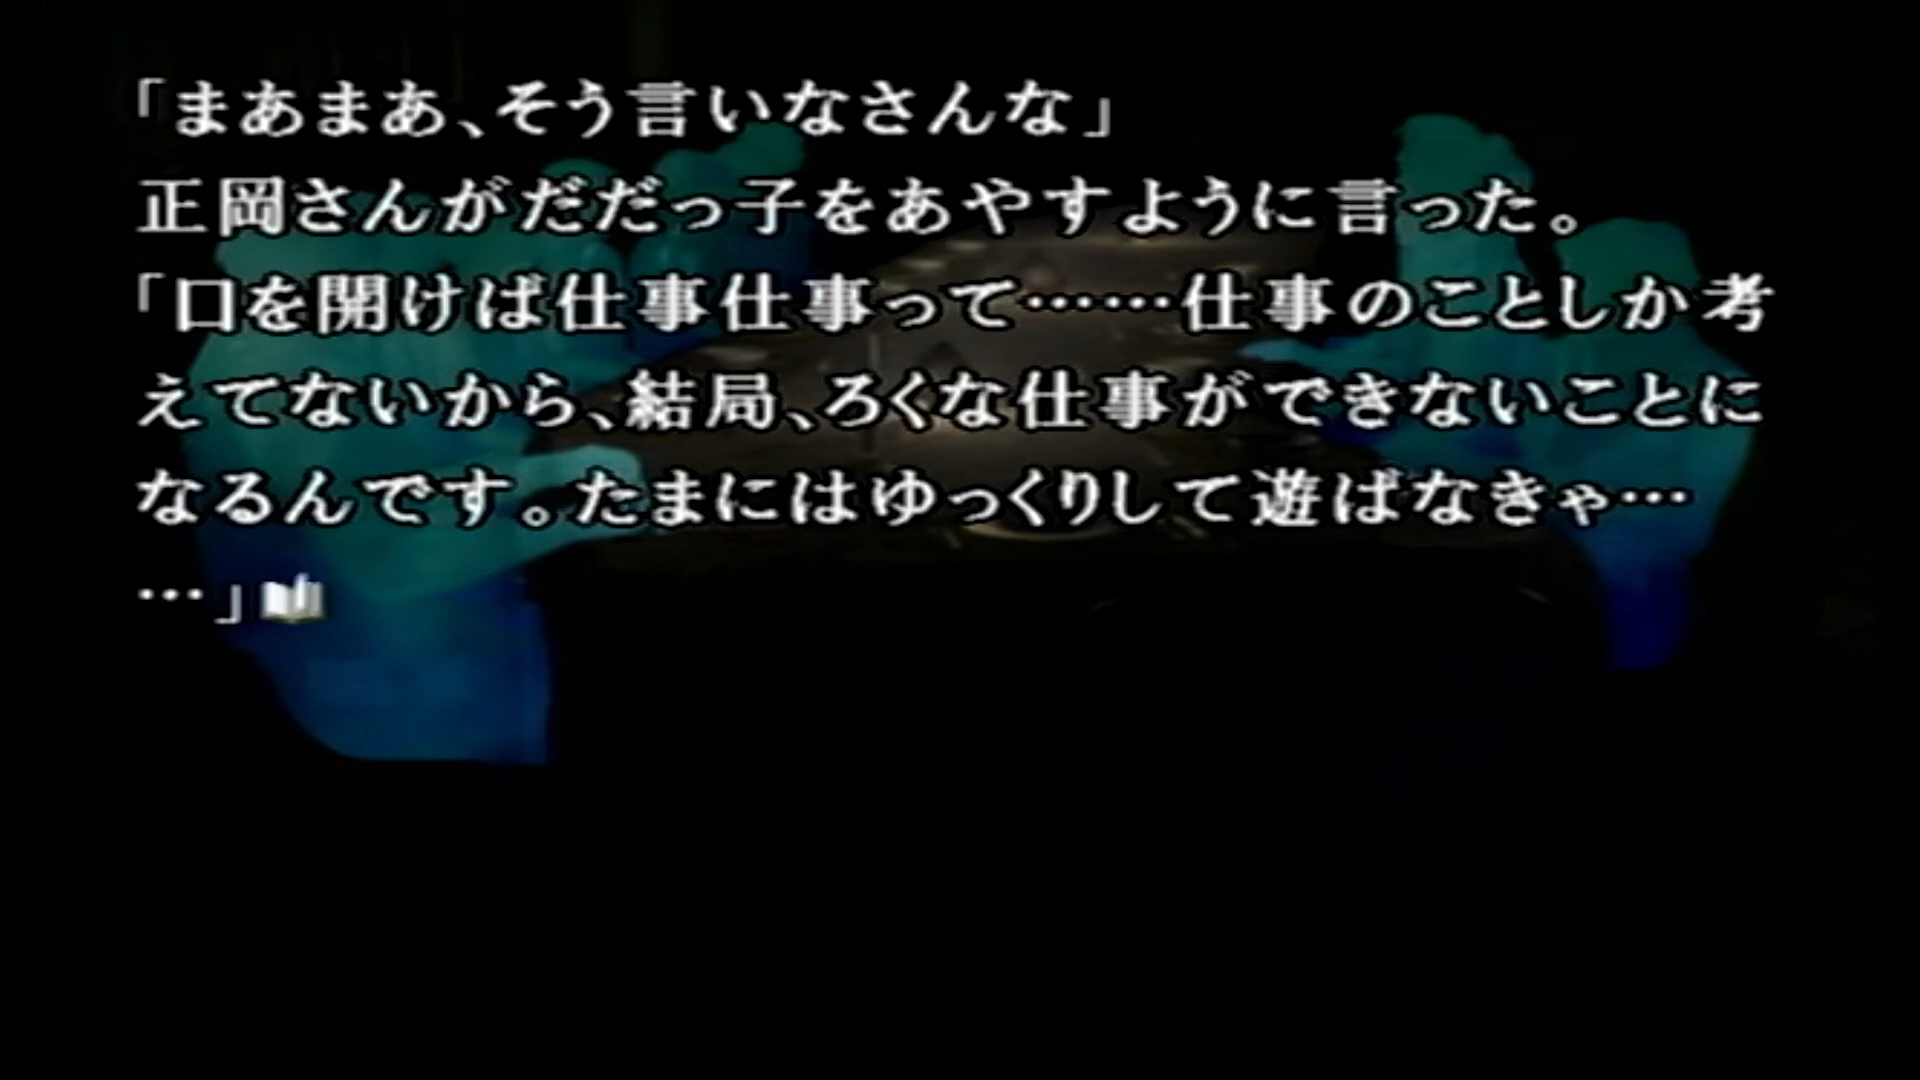 「まあまあ、そう言いなさんな」
正岡さんがだだっ子をあやすように言った。
「口を開けば仕事仕事って……仕事のことしか考
えてないから、結局、ろくな仕事ができないことに
なるんです。たまにはゆっくりして遊ばなきゃ…
…」